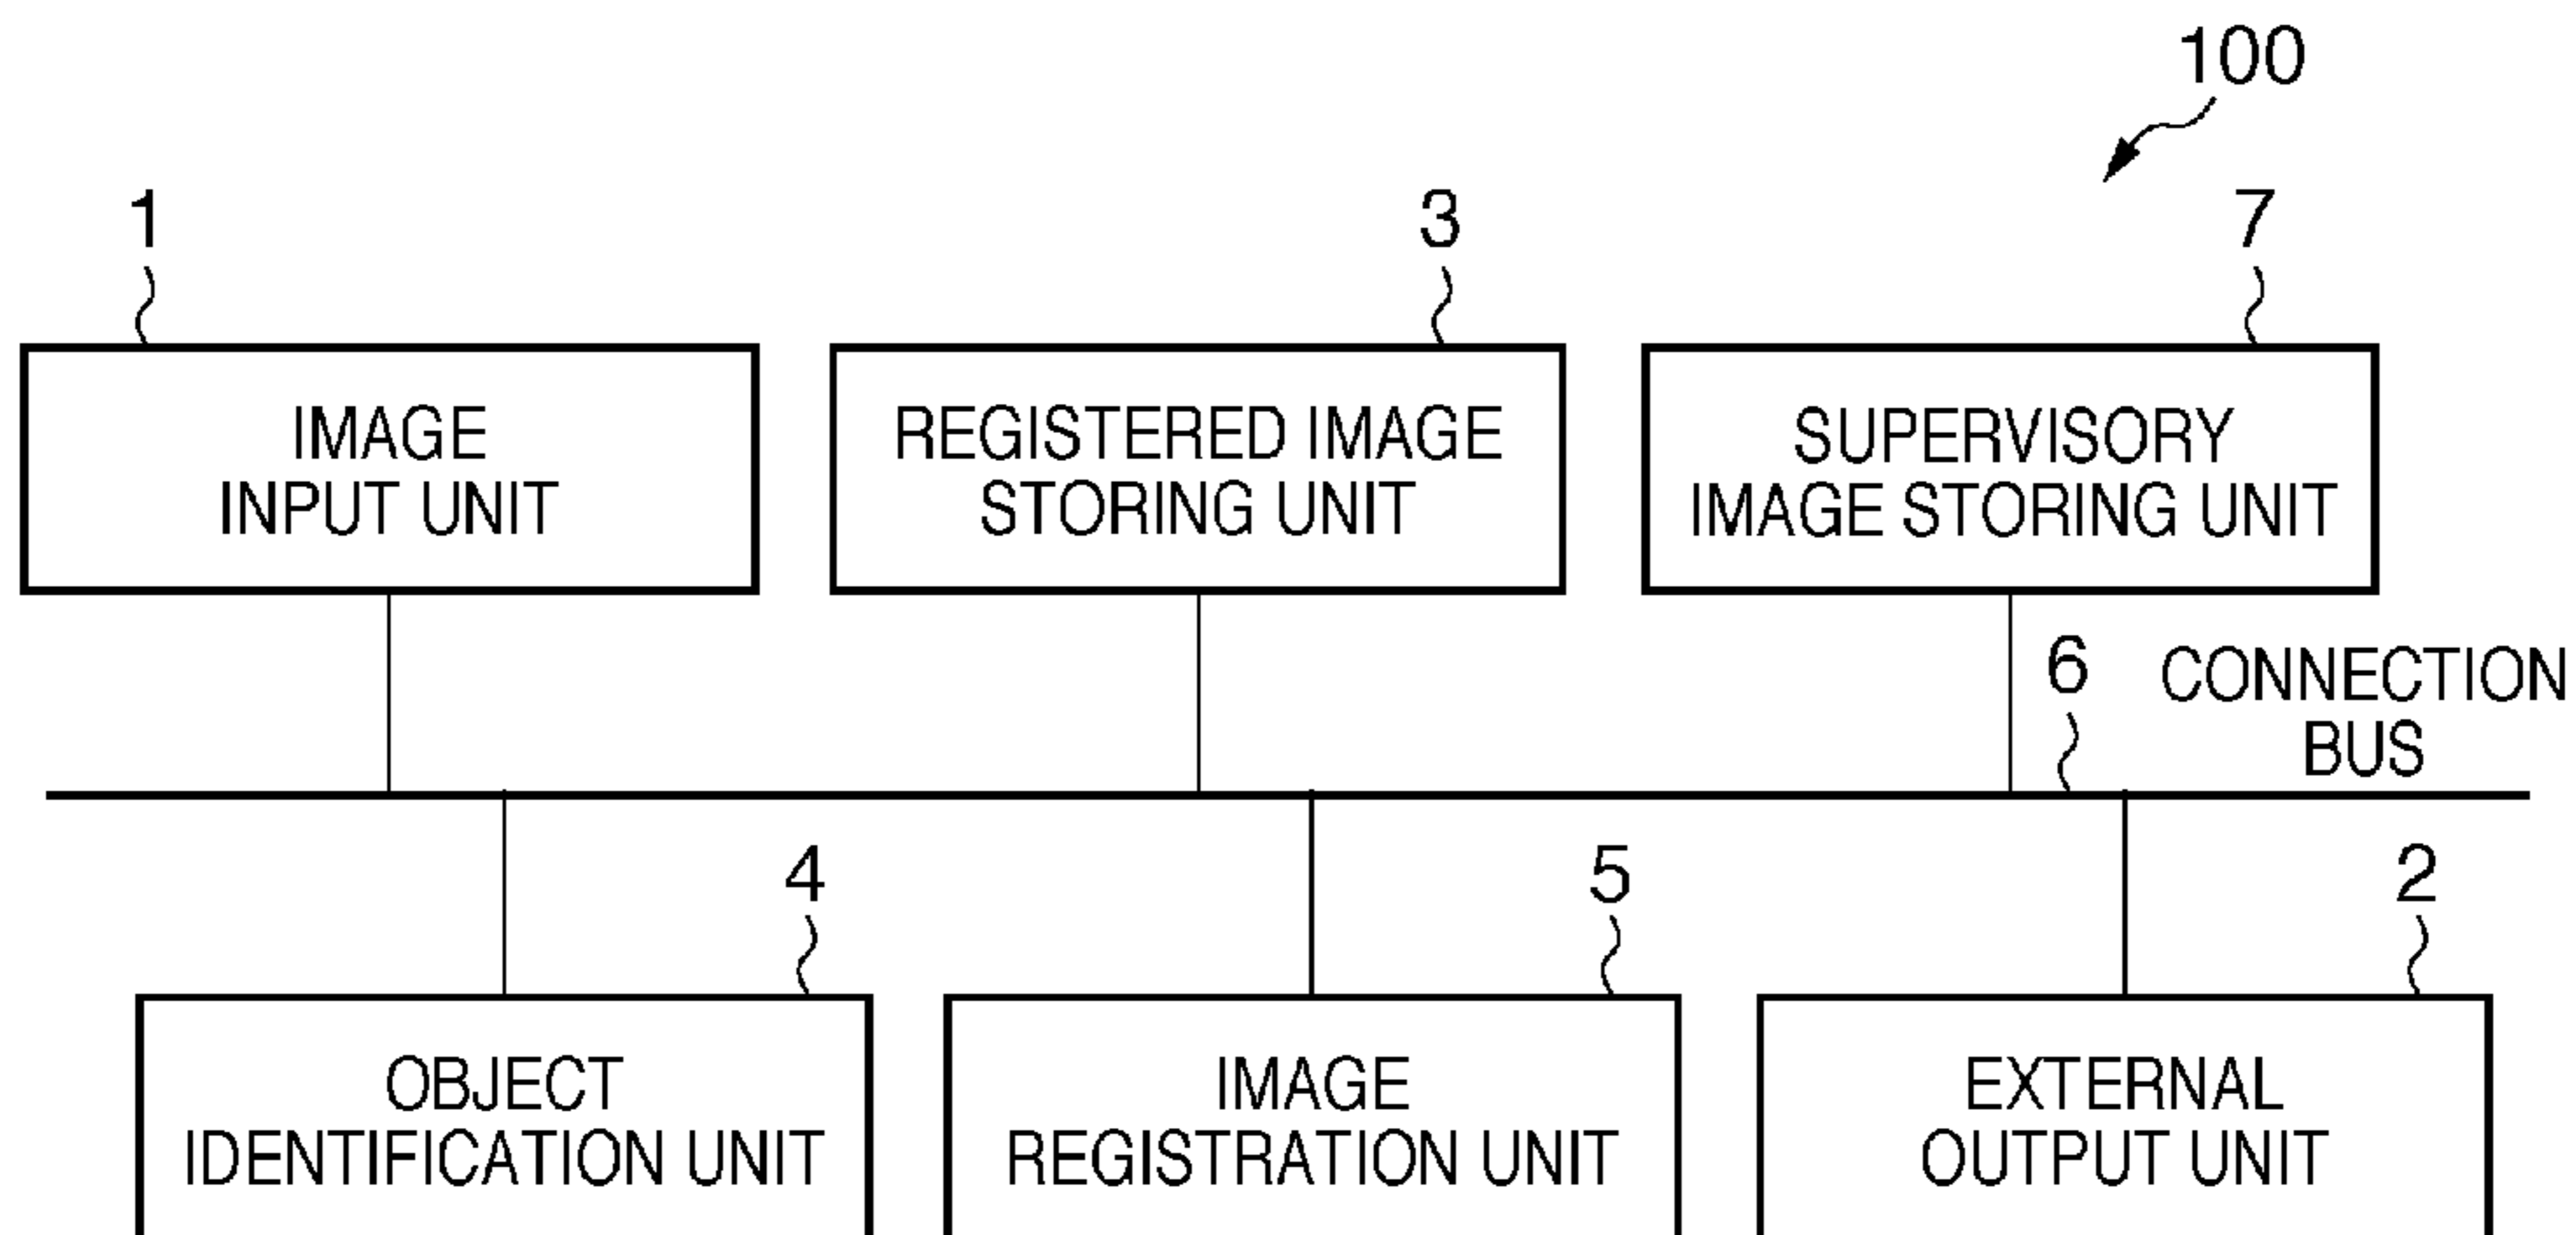 100
1
3
7
IMAGE
INPUT UNIT
REGISTERED IMAGE
STORING UNIT
SUPERVISORY
IMAGE STORING UNIT
6
CONNECTION
BUS
4
5
2
OBJECT
IDENTIFICATION UNIT
IMAGE
REGISTRATION UNIT
EXTERNAL
OUTPUT UNIT